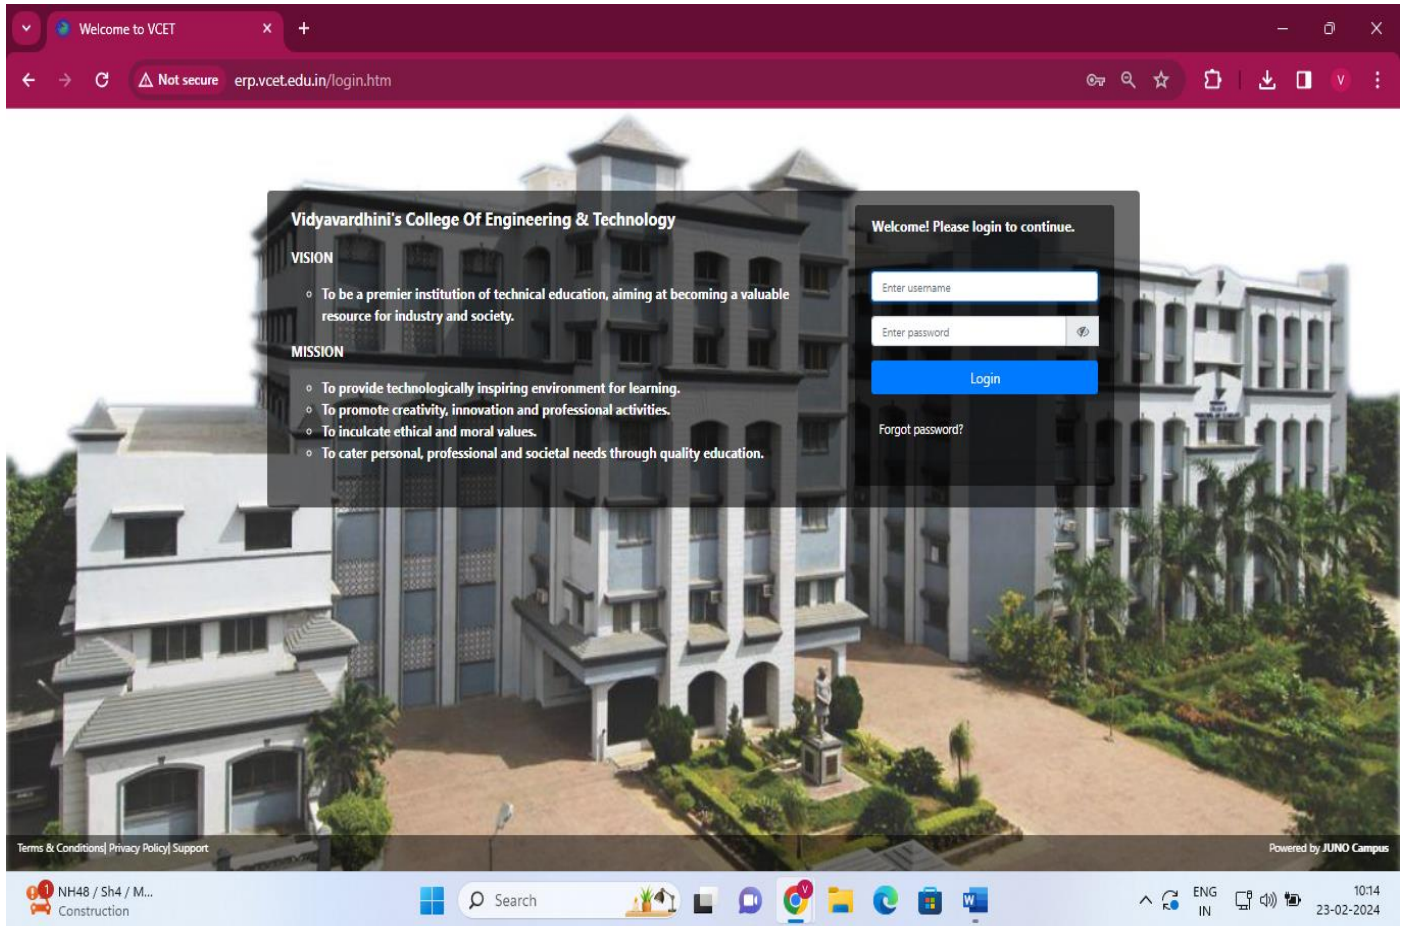 Welcome to VCET
Not secure erp.vcet.edu.in/login.htm
V
Vidyavardhini's College Of Engineering & Technology
VISION
To be a premier institution of technical education, aiming at becoming a valuable
resource for industry and society.
MISSION
To provide technologically inspiring environment for learning.
To promote creativity, innovation and professional activities.
To inculcate ethical and moral values.
To cater personal, professional and societal needs through quality education.
Welcome! Please login to continue.
Enter username
Enter password
Login
Forgot password?
Terms & Conditions| Privacy Policy| Support
Powered by JUNO Campus
1
NH48 / Sh4 / M...
Construction
Search
V
ENG
IN
10:14
23-02-2024